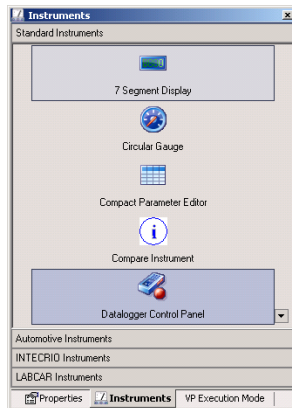 Instruments
Standard Instruments
7 Segment Display
Circular Gauge
Compact Parameter Editor
Compare Instrument
Datalogger Control Panel
Automotive Instruments
INTECRIO Instruments
LABCAR Instruments
Properties Instruments VP Execution Mode